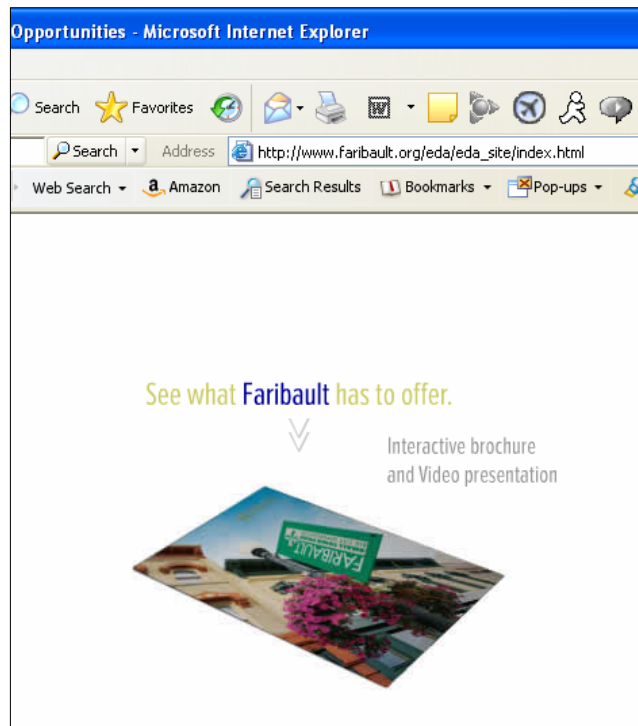 Opportunities - Microsoft Internet Explorer
Search Favorites
Search Address http://www.faribault.org/eda/eda_site/index.html
Web Search Amazon Search Results Bookmarks Pop-ups
See what Faribault has to offer.
Interactive brochure
and Video presentation
FARIBAULT